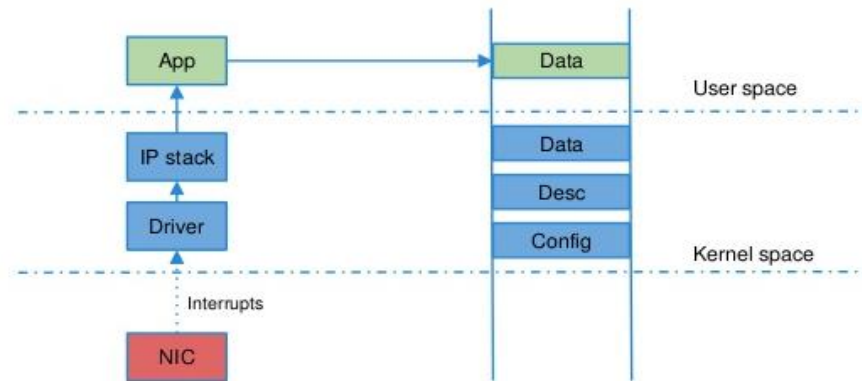 App
Data
User space
IP stack
Data
Desc
Driver
Config
Kernel space
Interrupts
NIC